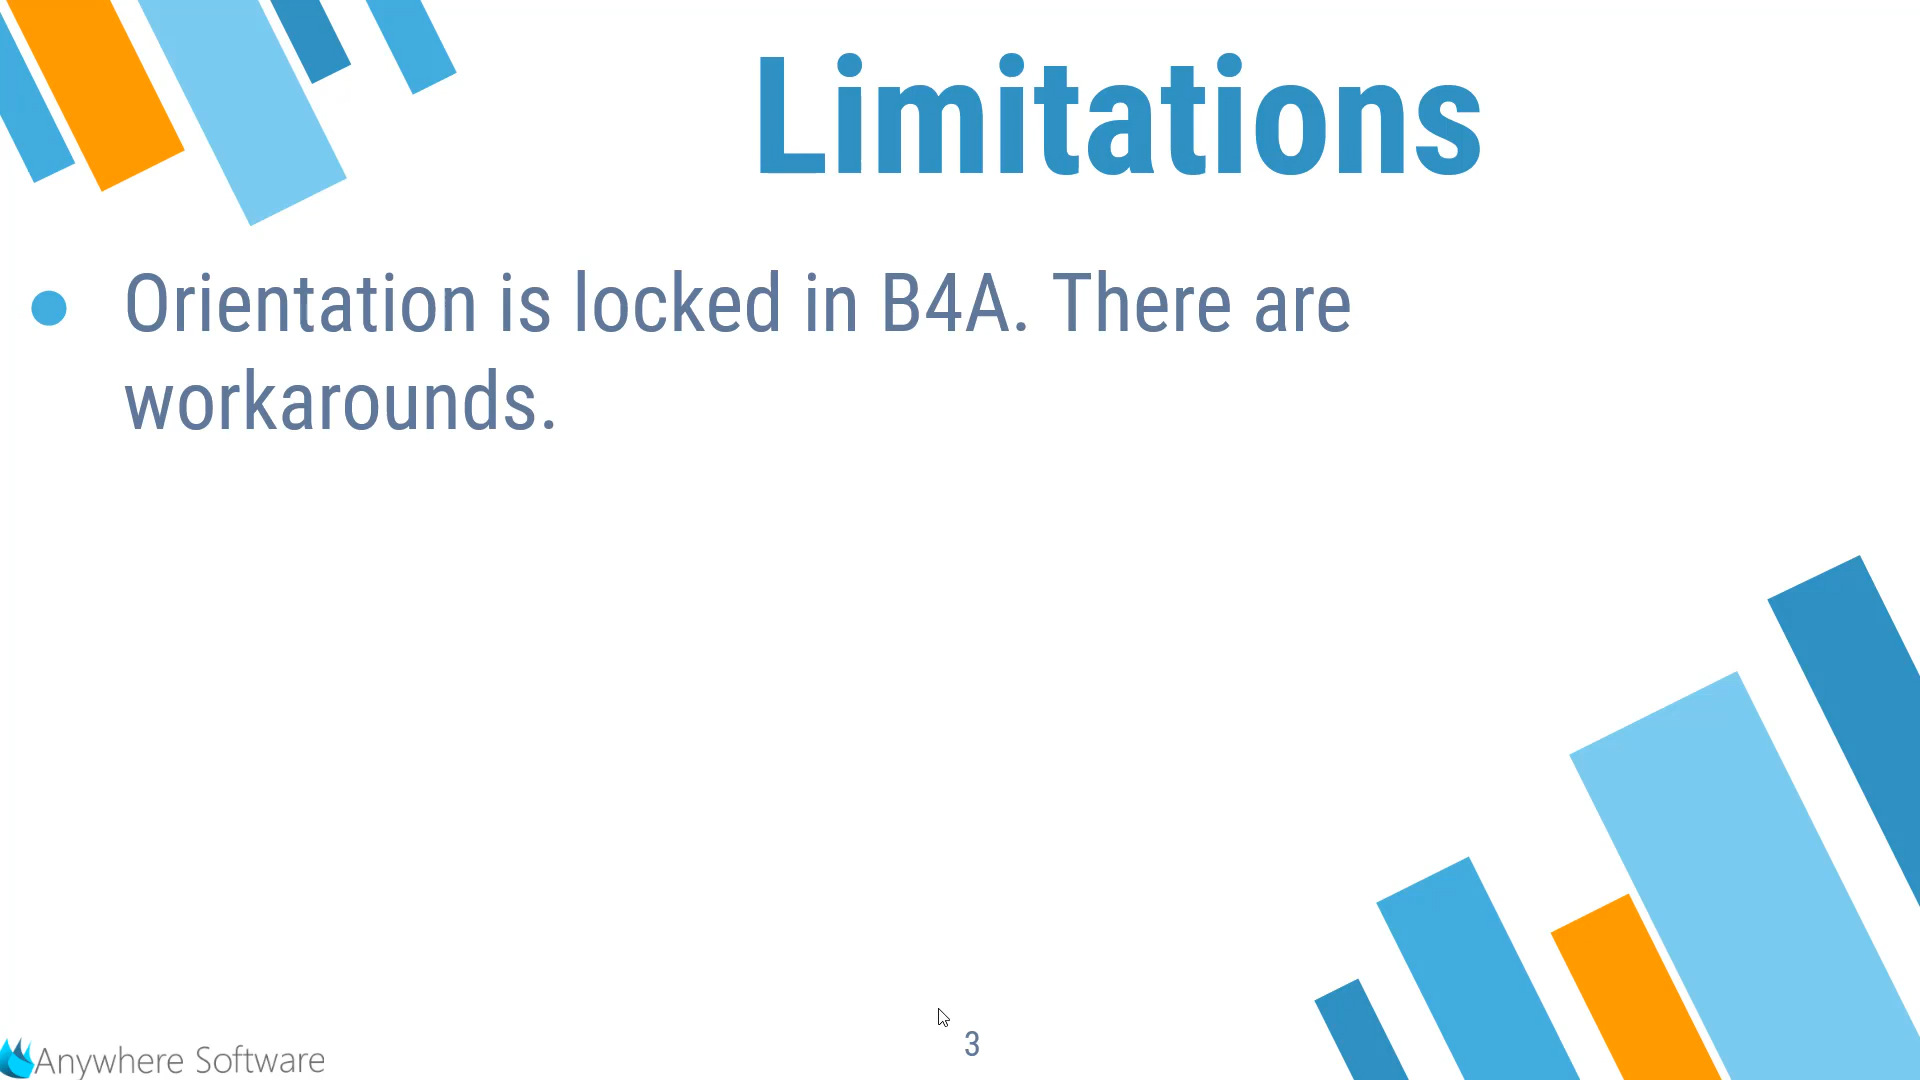 Limitations
Orientation is locked in B4A. There are
workarounds.
Anywhere Software
3